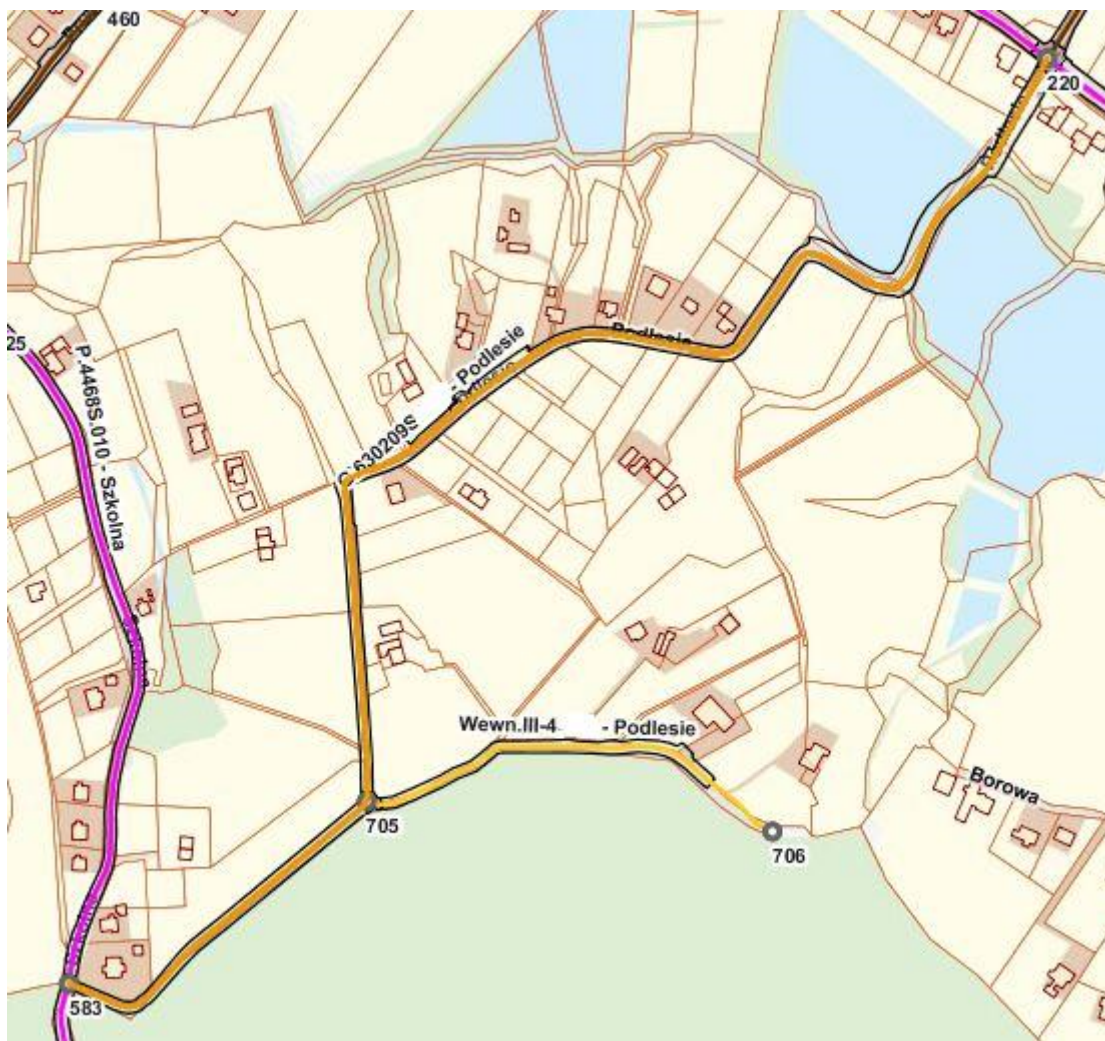 460
220
25
P.4468S.010 - Szkolna
Podlesie
- Podlesie
630209S
Wewn.III-4
- Podlesie
Borowa
705
706
583